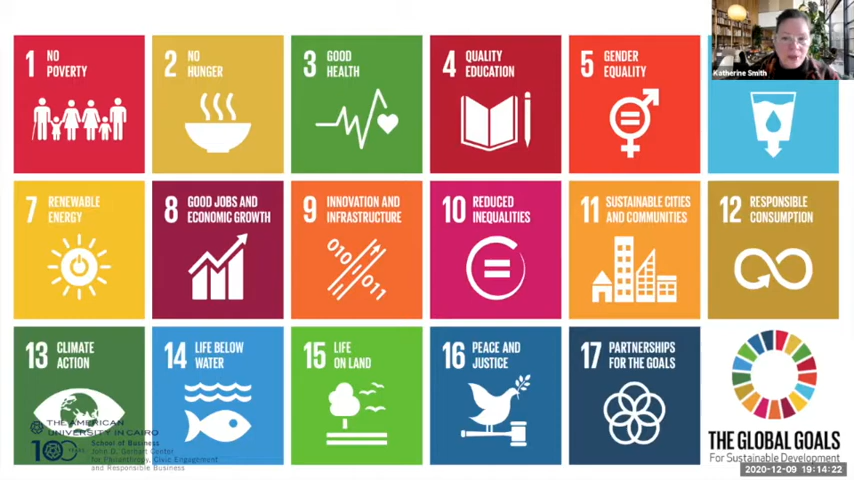 Katherine Smith
1 NO
POVERTY
2 NO
HUNGER
3 GOOD
HEALTH
4 QUALITY
EDUCATION
5 GENDER
EQUALITY
7 RENEWABLE
ENERGY
8 GOOD JOBS AND
ECONOMIC GROWTH
9 INNOVATION AND
INFRASTRUCTURE
010
011
10 REDUCED
INEQUALITIES
11 SUSTAINABLE CITIES
AND COMMUNITIES
12 RESPONSIBLE
CONSUMPTION
13 CLIMATE
ACTION
14 LIFE BELOW
WATER
15 LIFE
ON LAND
16 PEACE AND
JUSTICE
17 PARTNERSHIPS
FOR THE GOALS
THE AMERICAN
UNIVERSITY IN CAIRO
100 YEARS
School of Business
John D. Gerhart Center
for Philanthropy, Civic Engagement
and Responsible Business
THE GLOBAL GOALS
For Sustainable Development
2020-12-09 19:14:22